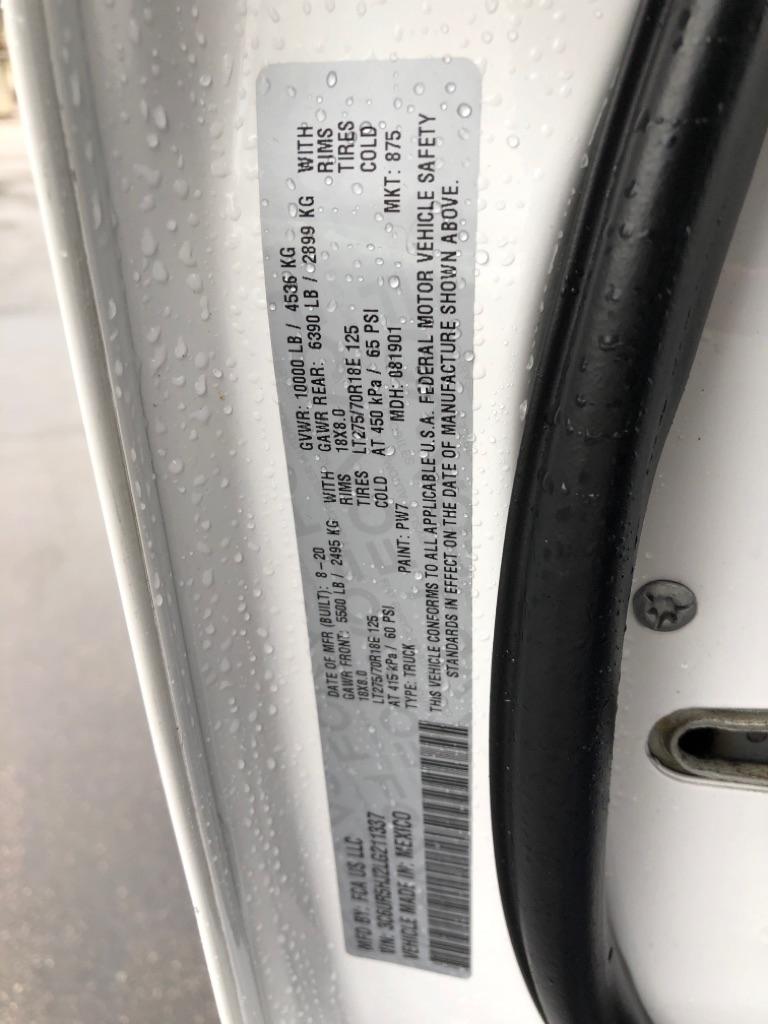 MFD BY: FCA US LLC
DATE OF MFR (BUILT): 8-20
GVWR: 10000 LB / 4536 KG
VIN: 3C6UR5HJ2LG211337
GAWR FRONT: 5500 LB / 2495 KG WITH
GAWR REAR: 6390 LB / 2899 KG WITH
VEHICLE MADE IN: MEXICO
18X8.0 RIMS
18X8.0 RIMS
LT275/70R18E 125 TIRES
LT275/70R18E 125 TIRES
AT 415 kPa / 60 PSI COLD
AT 450 kPa / 65 PSI COLD
TYPE: TRUCK PAINT: PW7 MDH: 081901 MKT: 875
THIS VEHICLE CONFORMS TO ALL APPLICABLE U.S.A. FEDERAL MOTOR VEHICLE SAFETY
STANDARDS IN EFFECT ON THE DATE OF MANUFACTURE SHOWN ABOVE.